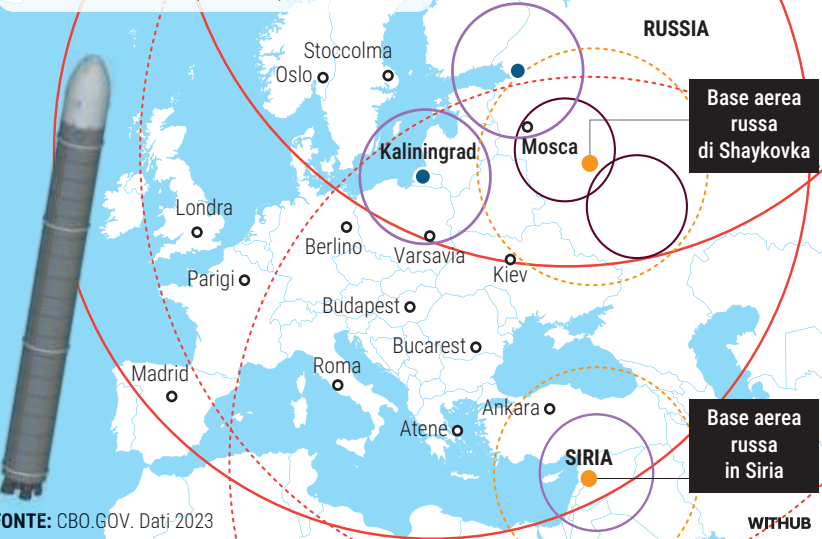 RUSSIA
Stoccolma
Oslo
Base aerea
russa
di Shaykovka
Kaliningrad
Mosca
Londra
Berlino
Varsavia
Kiev
Parigi
Budapest
Bucarest
Roma
Madrid
Ankara
Atene
Base aerea
russa
in Siria
SIRIA
FONTE: CBO.GOV. Dati 2023
WITHUB